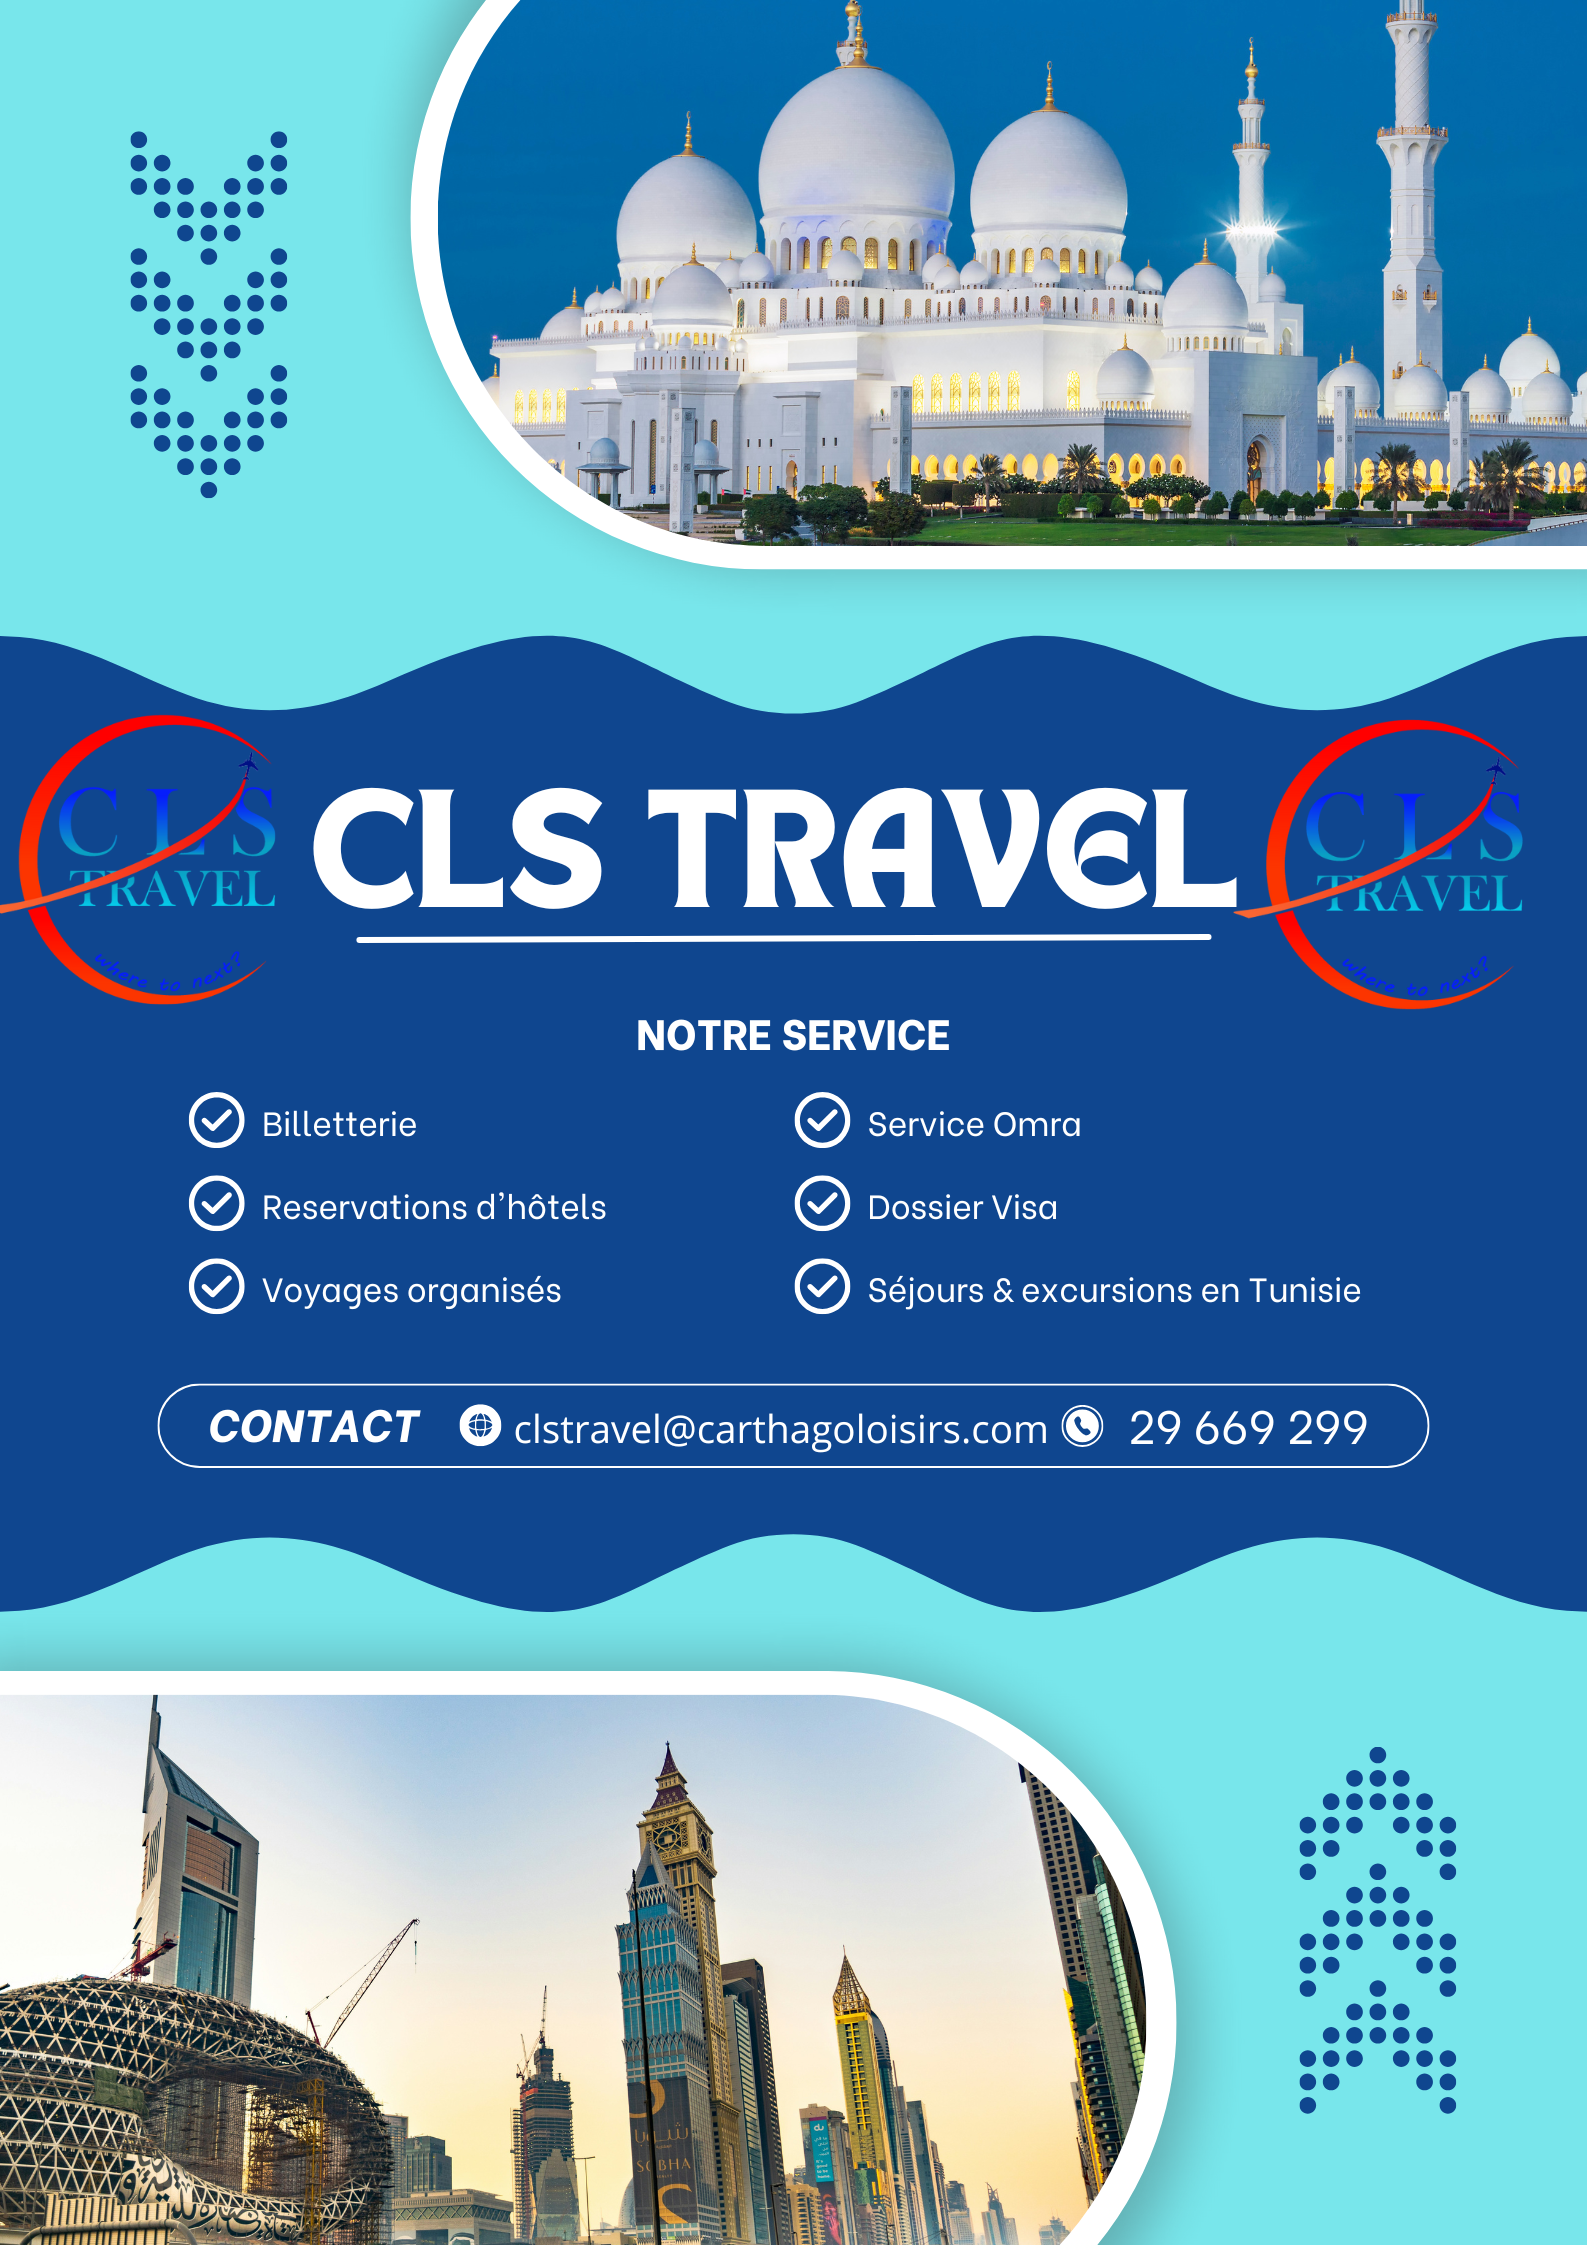 CLS
TRAVEL
where to next?
CLS TRAVEL
CLS
TRAVEL
where to next?
NOTRE SERVICE
Billetterie
Service Omra
Reservations d'hôtels
Dossier Visa
Voyages organisés
Séjours & excursions en Tunisie
CONTACT clstravel@carthagoloisirs.com 29 669 299
SOBHA
du